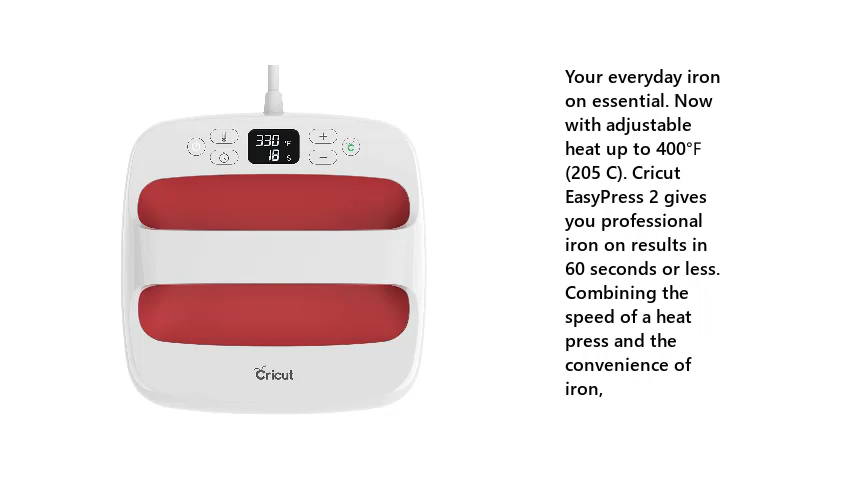 330 °F
18 S
C
Cricut
Your everyday iron
on essential. Now
with adjustable
heat up to 400°F
(205 C). Cricut
EasyPress 2 gives
you professional
iron on results in
60 seconds or less.
Combining the
speed of a heat
press and the
convenience of
iron,